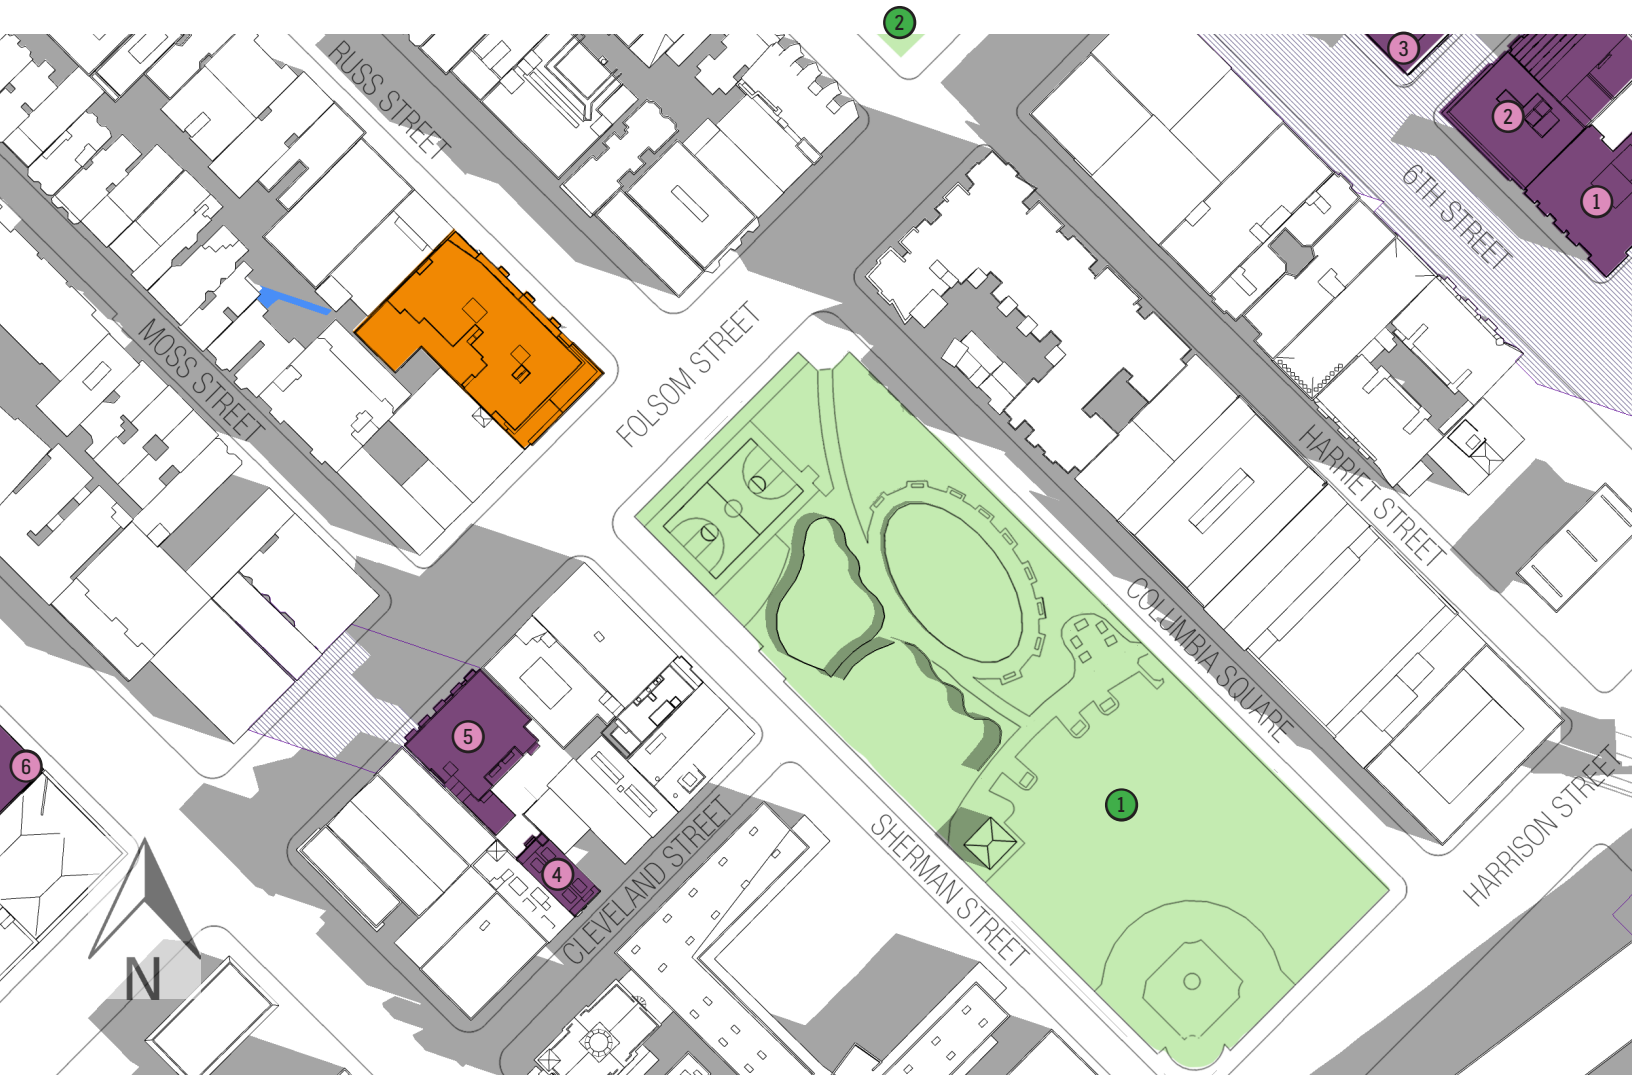 2
3
RUSS STREET
2
6TH STREET
1
MOSS STREET
FOLSOM STREET
HARRIET STREET
COLUMBIA SQUARE
5
6
1
HARRISON STREET
SHERMAN STREET
4
CLEVELAND STREET
N